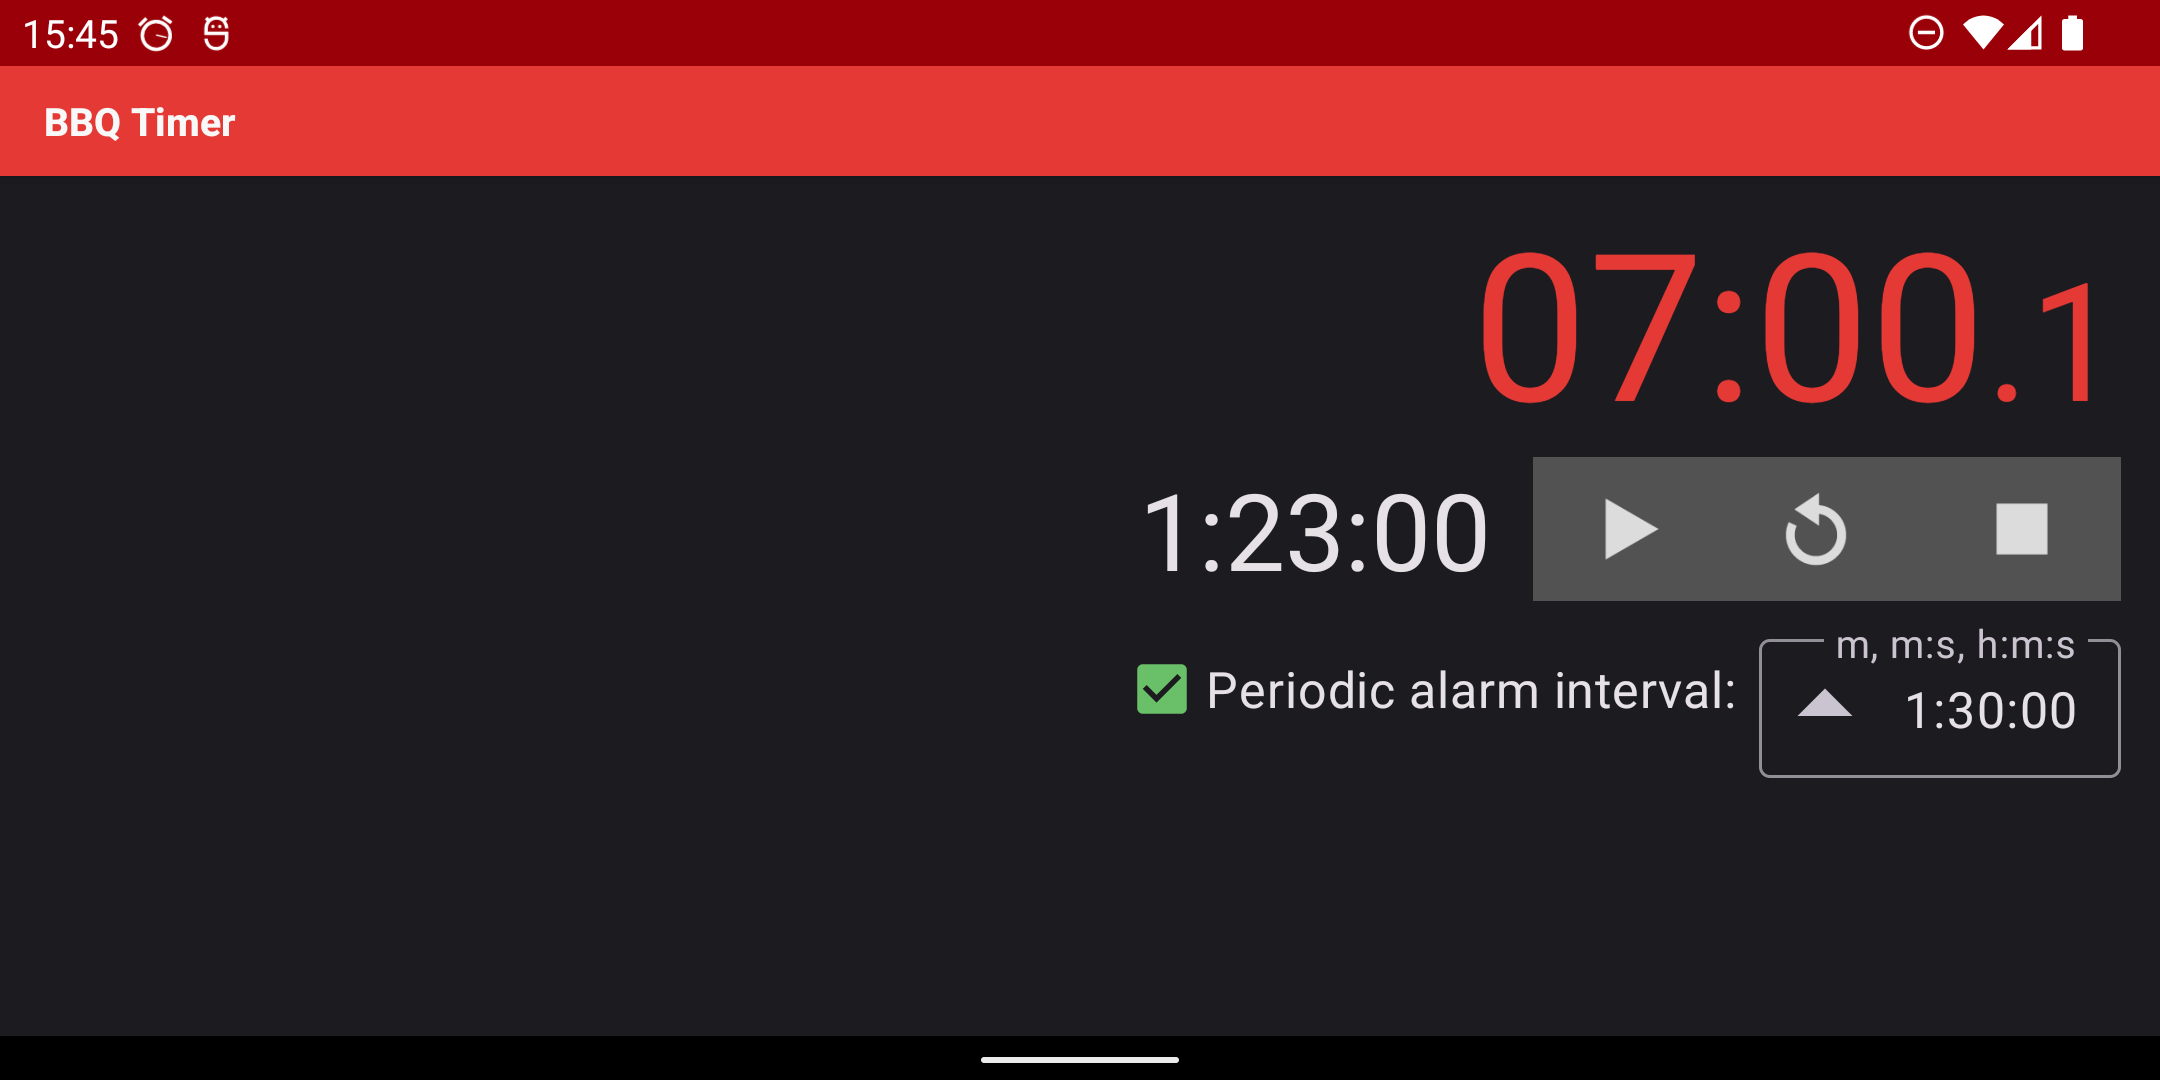 15:45
BBQ Timer
07:00.1
1:23:00
m, m:s, h:m:s
Periodic alarm interval: 1:30:00